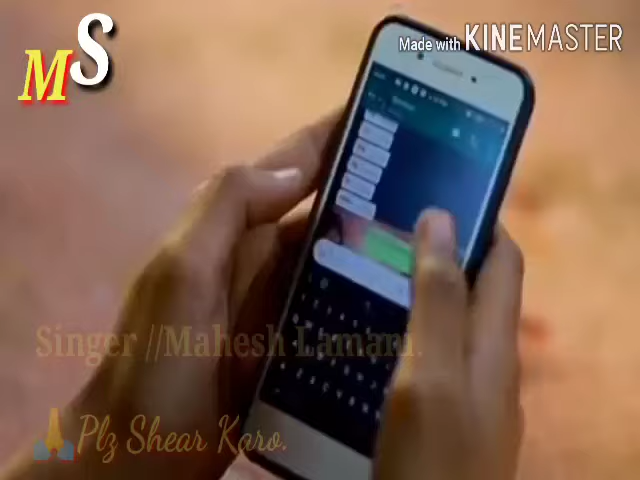 MS
Made with KINEMASTER
Singer //Mahesh Lamani.
Plz Shear Karo.